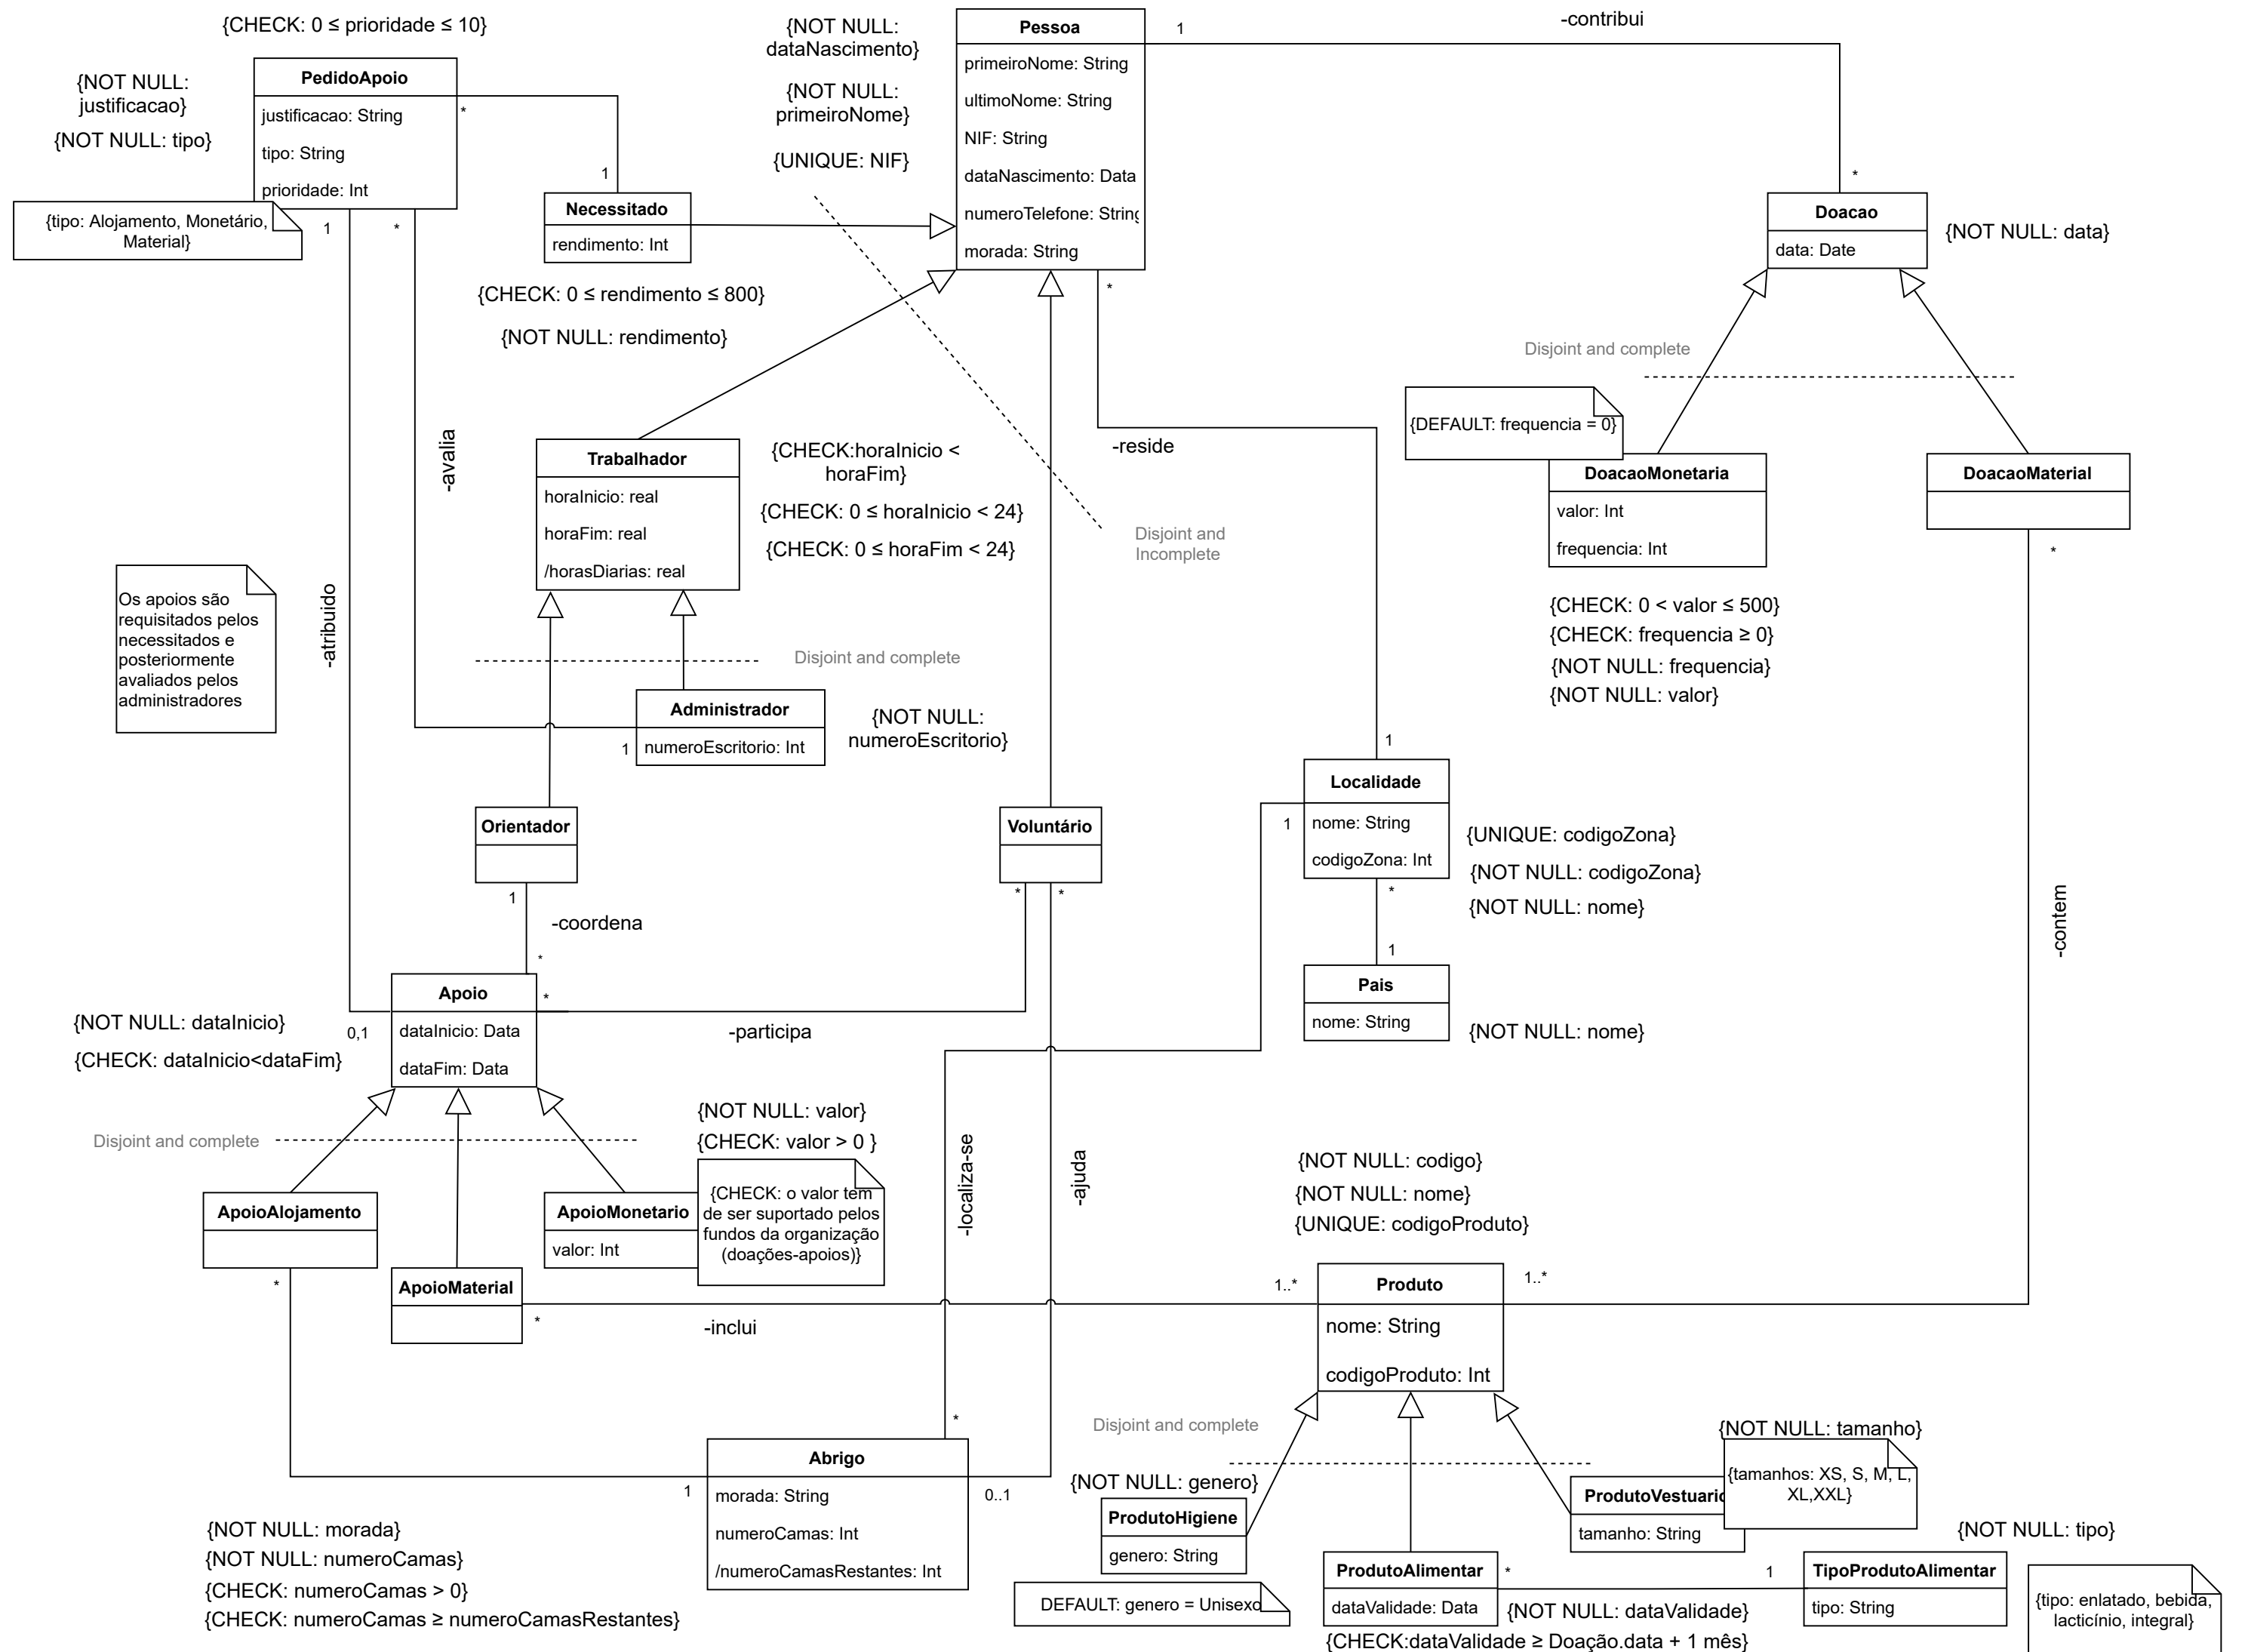 {CHECK: 0 ≤ prioridade ≤ 10}
{NOT NULL:
justificacao}
{NOT NULL: tipo}
PedidoApoio
justificacao: String
tipo: String
prioridade: Int
{tipo: Alojamento, Monetário,
Material}
*
1
1
*
Necessitado
rendimento: Int
{CHECK: 0 ≤ rendimento ≤ 800}
{NOT NULL: rendimento}
{NOT NULL:
dataNascimento}
{NOT NULL:
primeiroNome}
{UNIQUE: NIF}
Pessoa
primeiroNome: String
ultimoNome: String
NIF: String
dataNascimento: Data
numeroTelefone: String
morada: String
1
-contribui
*
*
Doacao
data: Date
{NOT NULL: data}
Disjoint and complete
{DEFAULT: frequencia = 0}
DoacaoMonetaria
valor: Int
frequencia: Int
DoacaoMaterial
*
{CHECK: 0 < valor ≤ 500}
{CHECK: frequencia ≥ 0}
{NOT NULL: frequencia}
{NOT NULL: valor}
-avalia
-reside
Trabalhador
horaInicio: real
horaFim: real
/horasDiarias: real
{CHECK:horaInicio <
horaFim}
{CHECK: 0 ≤ horaInicio < 24}
{CHECK: 0 ≤ horaFim < 24}
Disjoint and
Incomplete
Os apoios são
requisitados pelos
necessitados e
posteriormente
avaliados pelos
administradores
-atribuido
Disjoint and complete
Administrador
numeroEscritorio: Int
1
{NOT NULL:
numeroEscritorio}
Orientador
1
-coordena
*
Voluntário
*
*
1
Localidade
nome: String
codigoZona: Int
1
{UNIQUE: codigoZona}
{NOT NULL: codigoZona}
{NOT NULL: nome}
*
1
Pais
nome: String
{NOT NULL: nome}
-contem
Apoio
dataInicio: Data
dataFim: Data
*
0,1
{NOT NULL: dataInicio}
{CHECK: dataInicio<dataFim}
-participa
Disjoint and complete
{NOT NULL: valor}
{CHECK: valor > 0 }
{CHECK: o valor tem
de ser suportado pelos
fundos da organização
(doações-apoios)}
ApoioAlojamento
*
ApoioMaterial
*
ApoioMonetario
valor: Int
-inclui
-localiza-se
-ajuda
{NOT NULL: codigo}
{NOT NULL: nome}
{UNIQUE: codigoProduto}
1..*
Produto
nome: String
codigoProduto: Int
1..*
*
Abrigo
morada: String
numeroCamas: Int
/numeroCamasRestantes: Int
1
0..1
{NOT NULL: morada}
{NOT NULL: numeroCamas}
{CHECK: numeroCamas > 0}
{CHECK: numeroCamas ≥ numeroCamasRestantes}
Disjoint and complete
{NOT NULL: genero}
ProdutoHigiene
genero: String
DEFAULT: genero = Unisexo
{NOT NULL: tamanho}
{tamanhos: XS, S, M, L,
XL,XXL}
ProdutoVestuario
tamanho: String
ProdutoAlimentar
dataValidade: Data
*
1
{NOT NULL: dataValidade}
{CHECK:dataValidade ≥ Doação.data + 1 mês}
{NOT NULL: tipo}
TipoProdutoAlimentar
tipo: String
{tipo: enlatado, bebida,
lacticínio, integral}